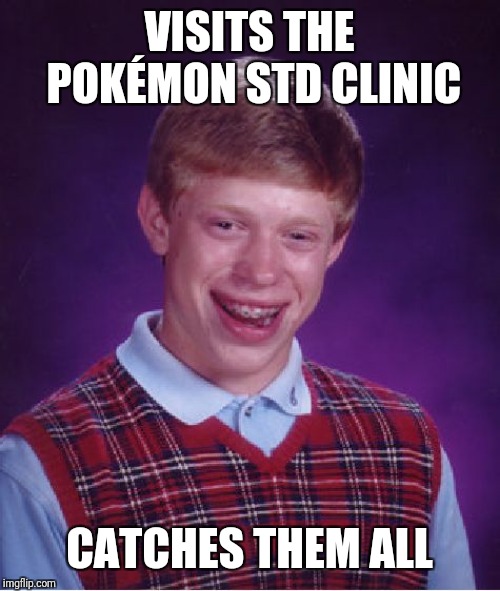 VISITS THE
POKÉMON STD CLINIC
CATCHES THEM ALL
imgflip.com